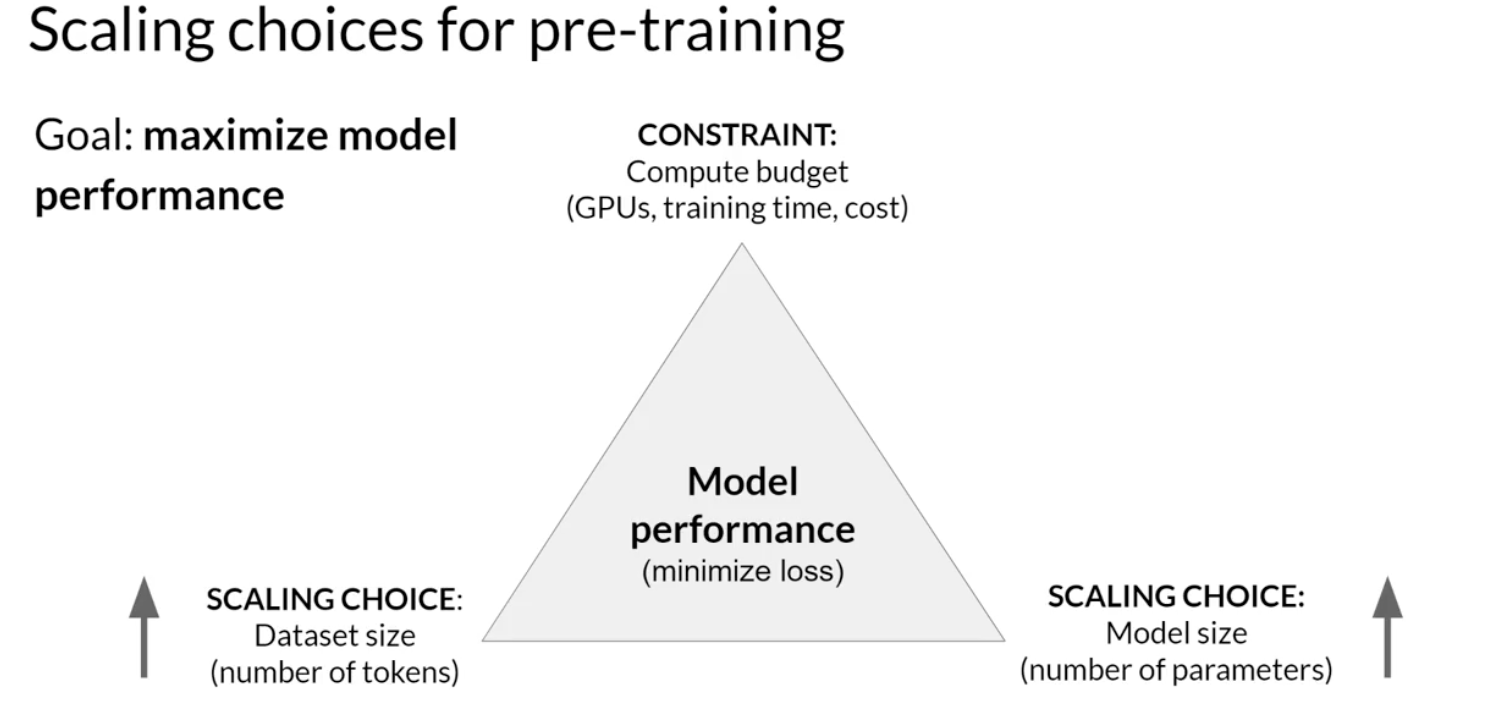 Scaling choices for pre-training
Goal: maximize model
performance
CONSTRAINT:
Compute budget
(GPUs, training time, cost)
Model
performance
(minimize loss)
SCALING CHOICE:
Dataset size
(number of tokens)
SCALING CHOICE:
Model size
(number of parameters)